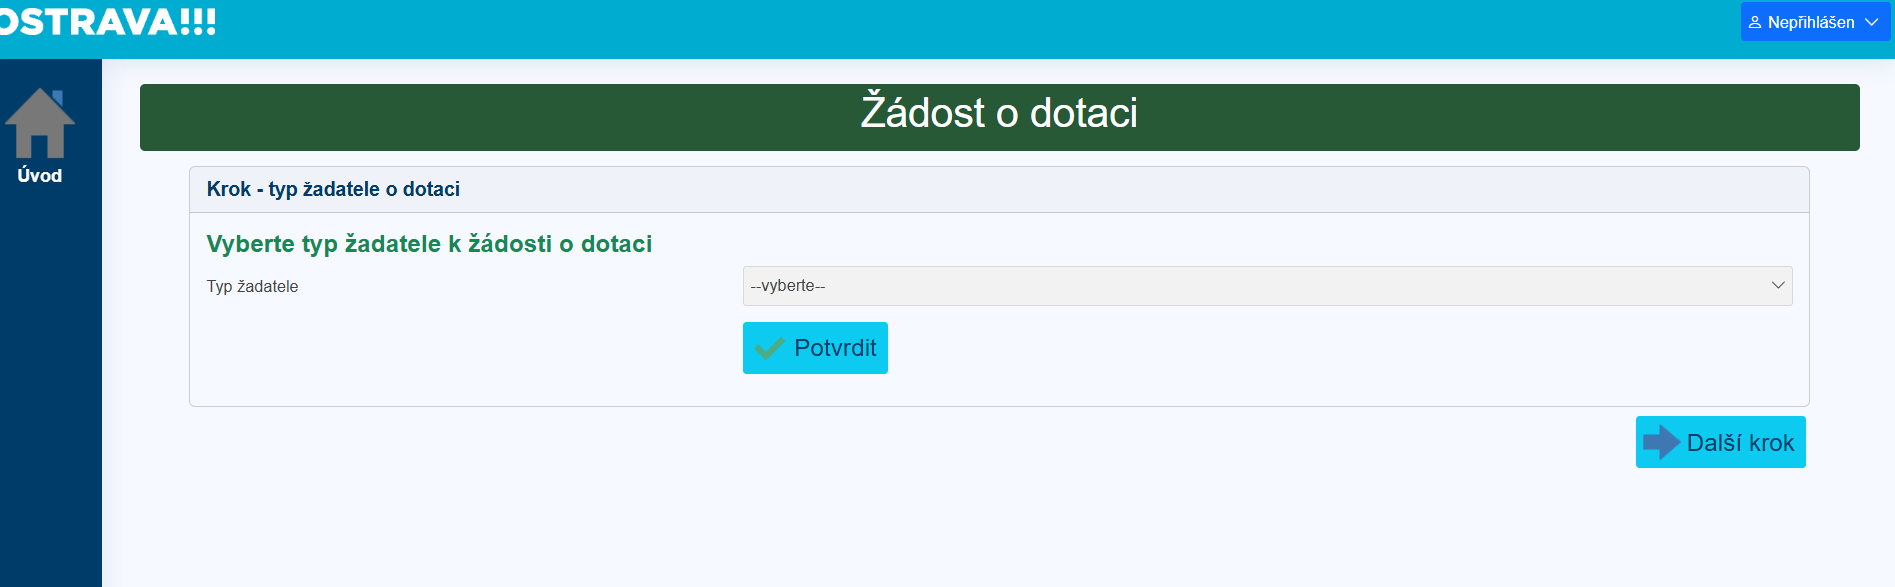 OSTRAVA!!!
Nepřihlášen
Úvod
Žádost o dotaci
Krok - typ žadatele o dotaci
Vyberte typ žadatele k žádosti o dotaci
Typ žadatele
--vyberte--
Potvrdit
Další krok